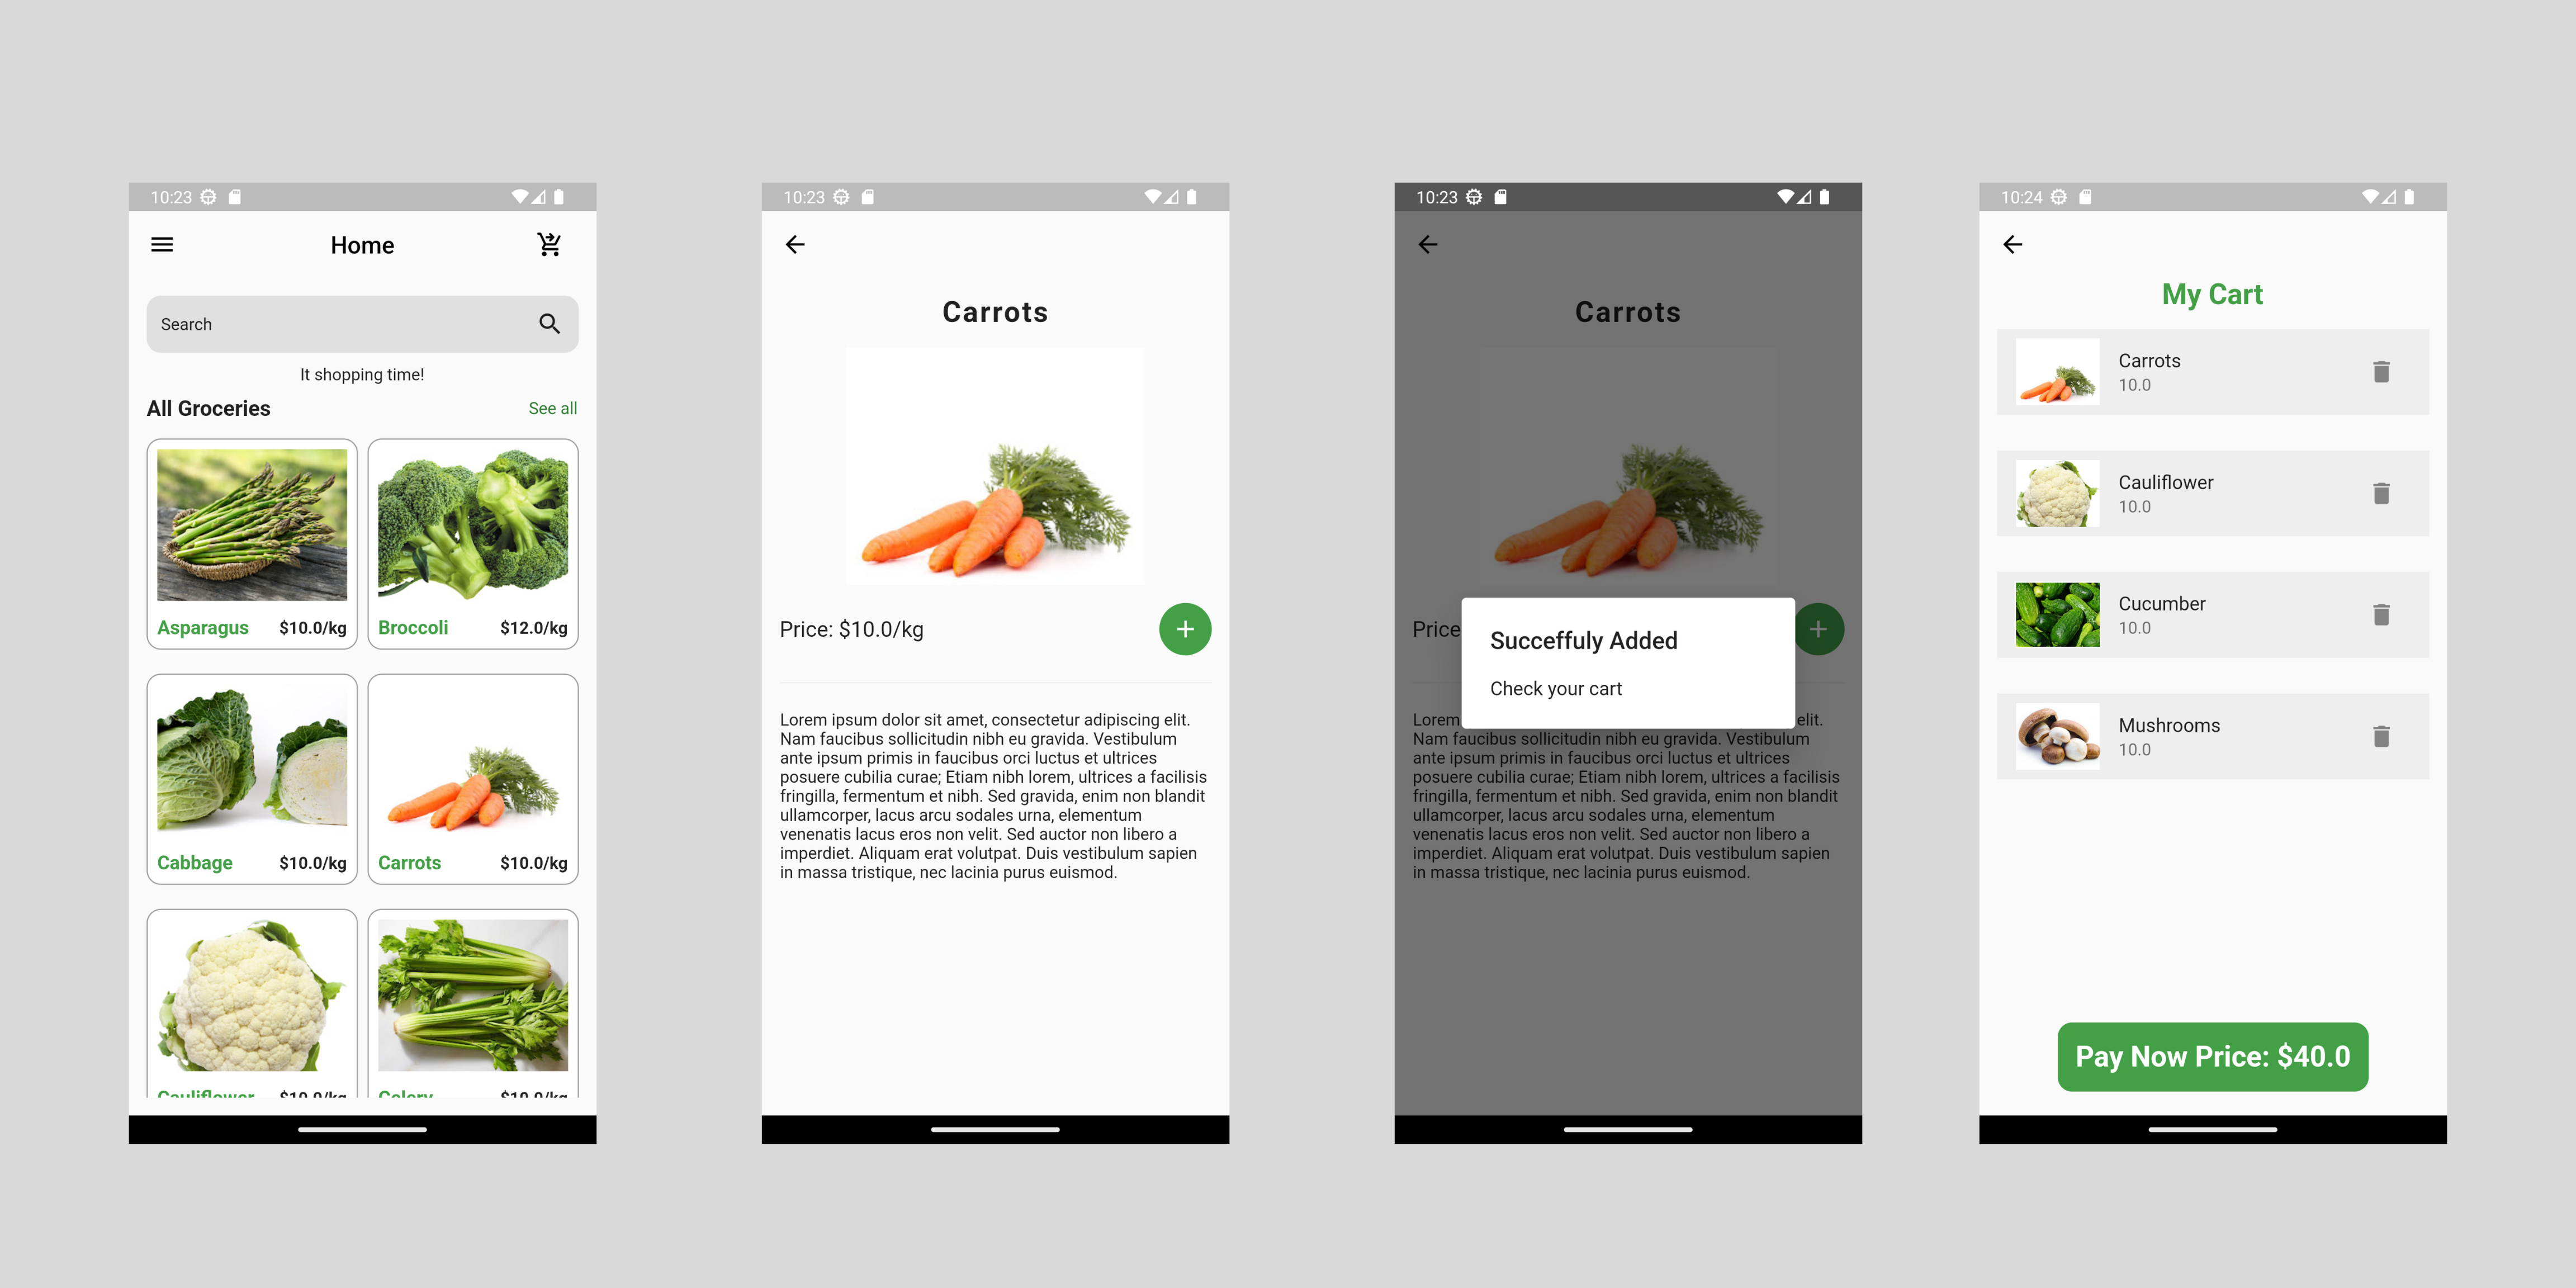 10:23
Home
Search
It shopping time!
All Groceries
See all
Asparagus $10.0/kg
Broccoli $12.0/kg
Cabbage $10.0/kg
Carrots $10.0/kg
Cauliflower $10.0/kg
Celery $10.0/kg
10:23
Carrots
Price: $10.0/kg
Lorem ipsum dolor sit amet, consectetur adipiscing elit.
Nam faucibus sollicitudin nibh eu gravida. Vestibulum
ante ipsum primis in faucibus orci luctus et ultrices
posuere cubilia curae; Etiam nibh lorem, ultrices a facilisis
fringilla, fermentum et nibh. Sed gravida, enim non blandit
ullamcorper, lacus arcu sodales urna, elementum
venenatis lacus eros non velit. Sed auctor non libero a
imperdiet. Aliquam erat volutpat. Duis vestibulum sapien
in massa tristique, nec lacinia purus euismod.
10:23
Carrots
Price
Succeffuly Added
Check your cart
Lorem elit.
Nam faucibus sollicitudin nibh eu gravida. Vestibulum
ante ipsum primis in faucibus orci luctus et ultrices
posuere cubilia curae; Etiam nibh lorem, ultrices a facilisis
fringilla, fermentum et nibh. Sed gravida, enim non blandit
ullamcorper, lacus arcu sodales urna, elementum
venenatis lacus eros non velit. Sed auctor non libero a
imperdiet. Aliquam erat volutpat. Duis vestibulum sapien
in massa tristique, nec lacinia purus euismod.
10:24
My Cart
Carrots
10.0
Cauliflower
10.0
Cucumber
10.0
Mushrooms
10.0
Pay Now Price: $40.0